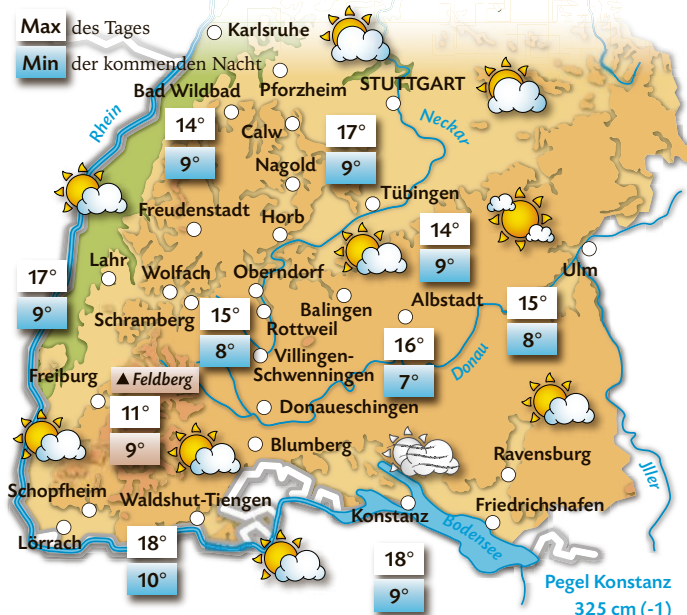 Max des Tages
Min der kommenden Nacht
Karlsruhe
Bad Wildbad
Pforzheim
STUTTGART
Rhein
Neckar
14°
9°
Calw
17°
9°
Nagold
Tübingen
Freudenstadt
Horb
14°
9°
Ulm
Lahr
17°
9°
Wolfach
Oberndorf
Schramberg
15°
8°
Rottweil
Balingen
Albstadt
15°
8°
16°
7°
Donau
Villingen-
Schwenningen
Freiburg
▲ Feldberg
11°
9°
Donaueschingen
Blumberg
Ravensburg
Jller
Schopfheim
Waldshut-Tiengen
Konstanz
Friedrichshafen
Bodensee
Lörrach
18°
10°
18°
9°
Pegel Konstanz
325 cm (-1)